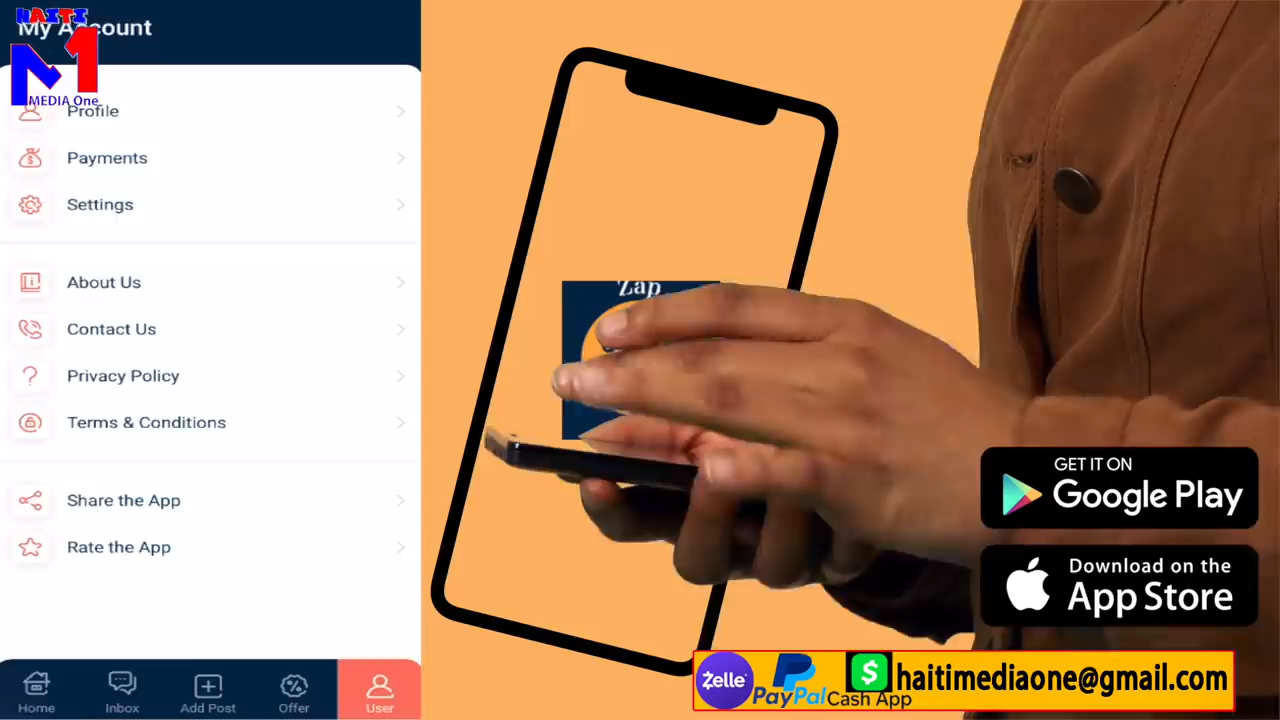 HAITI
M1
MEDIA One
My Account
Profile
Payments
Settings
About Us
Contact Us
Privacy Policy
Terms & Conditions
Share the App
Rate the App
Home
Inbox
Add Post
Offer
User
Zap
GET IT ON
Google Play
Download on the
App Store
Zelle
PayPal
$
Cash App
haitimediaone@gmail.com